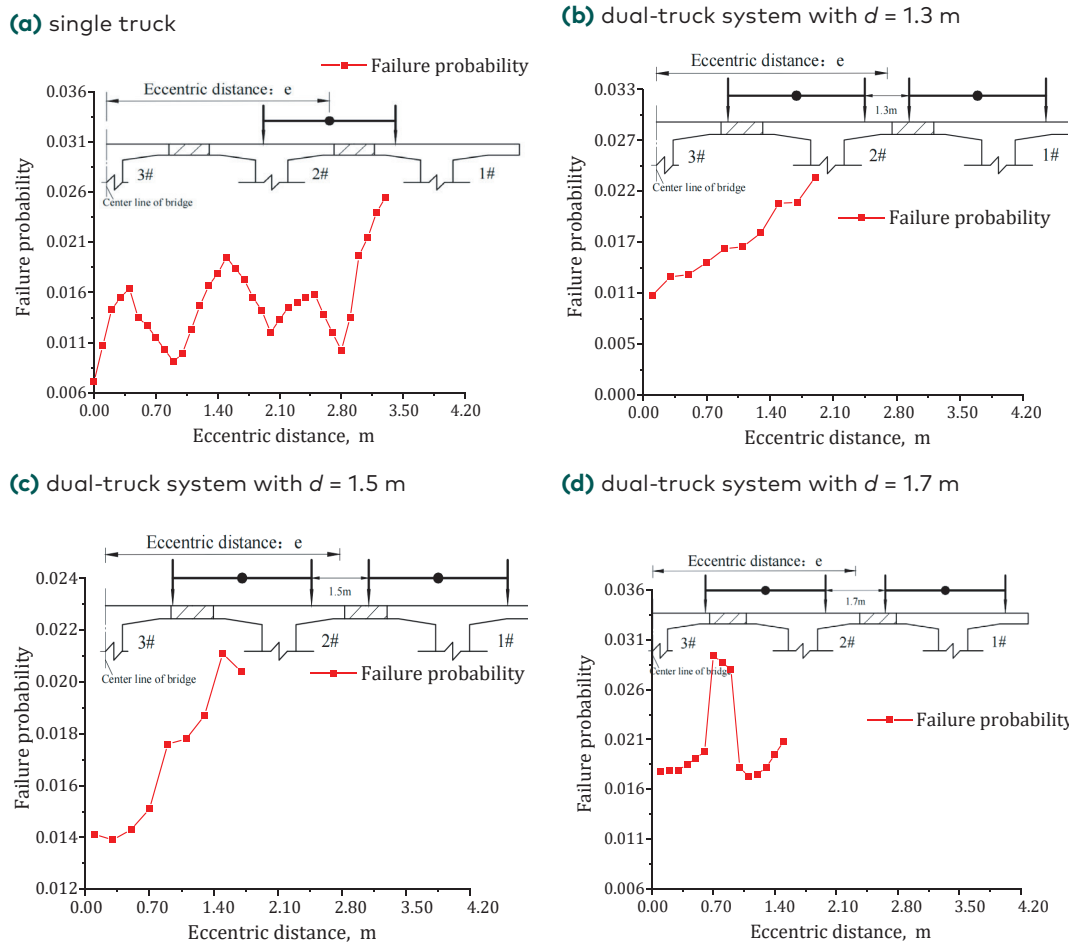 (a) single truck
Failure probability
Eccentric distance: e
0.036
0.031
0.026
0.021
0.016
0.011
0.006
Failure probability
3#
2#
1#
Center line of bridge
0.00 0.70 1.40 2.10 2.80 3.50 4.20
Eccentric distance, m
(b) dual-truck system with d = 1.3 m
Eccentric distance: e
1.3m
0.033
0.027
0.022
0.017
0.011
0.005
0.000
Failure probability
3#
2#
1#
Center line of bridge
Failure probability
0.00 0.70 1.40 2.10 2.80 3.50 4.20
Eccentric distance, m
(c) dual-truck system with d = 1.5 m
Eccentric distance: e
1.5m
0.024
0.022
0.020
0.018
0.016
0.014
0.012
Failure probability
3#
2#
1#
Center line of bridge
Failure probability
0.00 0.70 1.40 2.10 2.80 3.50 4.20
Eccentric distance, m
(d) dual-truck system with d = 1.7 m
Eccentric distance: e
1.7m
0.036
0.031
0.026
0.021
0.016
0.011
0.006
Failure probability
3#
2#
1#
Center line of bridge
Failure probability
0.00 0.70 1.40 2.10 2.80 3.50 4.20
Eccentric distance, m